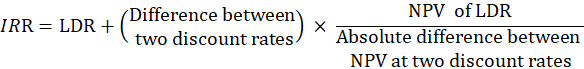 IRR = LDR + (Difference between two discount rates) × NPV of LDR / Absolute difference between NPV at two discount rates